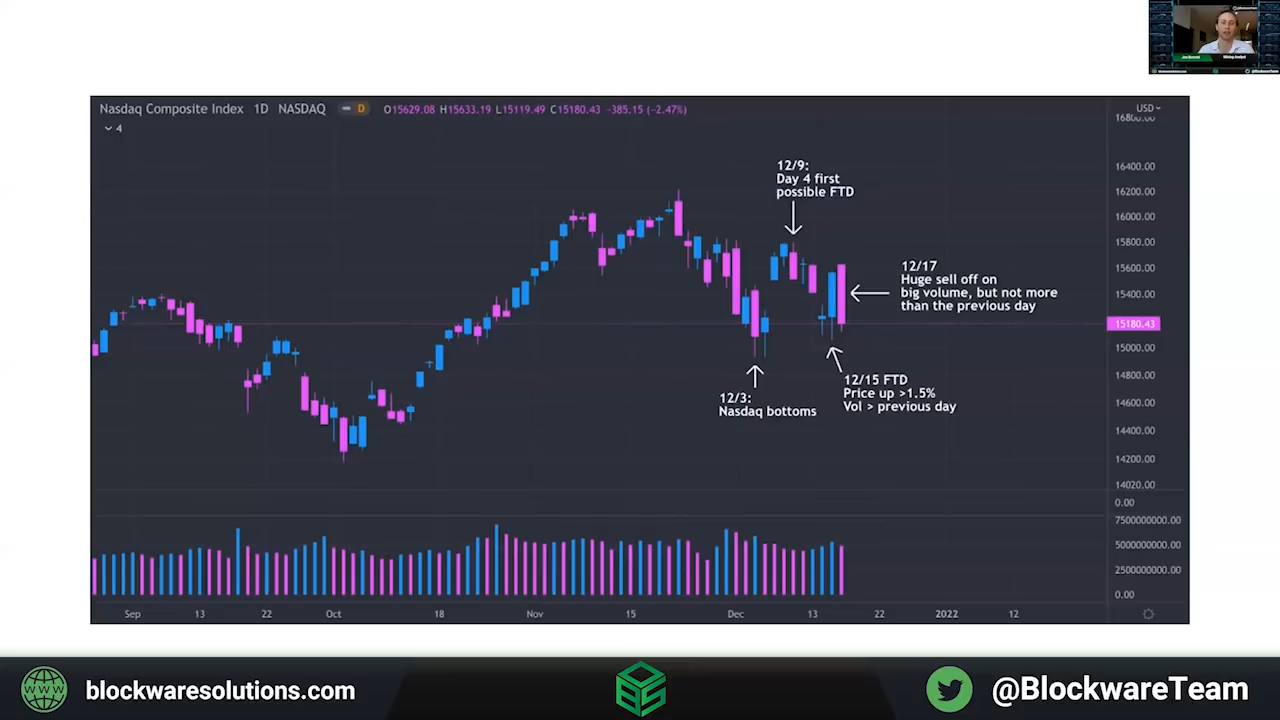 Nasdaq Composite Index 1D NASDAQ D O15629.08 H15633.19 L15119.49 C15180.43 −385.15 (−2.47%)
4
USD
16800.00
16400.00
16200.00
16000.00
15800.00
15600.00
15400.00
15180.43
15000.00
14800.00
14600.00
14400.00
14200.00
14020.00
0.00
7500000000.00
5000000000.00
2500000000.00
0.00
12/9:
Day 4 first
possible FTD
12/17
Huge sell off on
big volume, but not more
than the previous day
12/3:
Nasdaq bottoms
12/15 FTD
Price up >1.5%
Vol > previous day
Sep 13 22 Oct 18 Nov 15 Dec 13 22 2022 12
WWW
blockwaresolutions.com
@BlockwareTeam